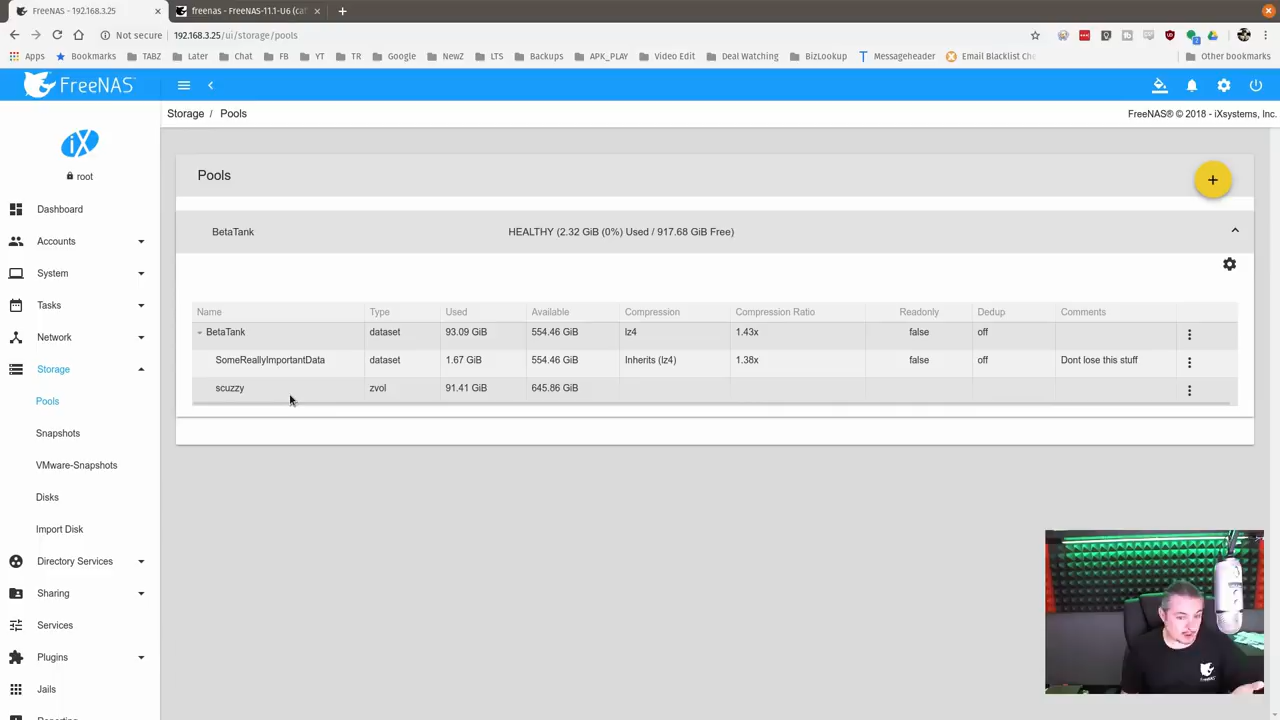 FreeNAS - 192.168.3.25
freenas - FreeNAS-11.1-U6 (ca
Not secure 192.168.3.25/ui/storage/pools
Apps Bookmarks TABZ Later Chat FB YT TR Google NewZ LTS Backups APK_PLAY Video Edit Deal Watching BizLookup Messageheader Email Blacklist Che Other bookmarks
FreeNAS®
Storage / Pools
FreeNAS® © 2018 - iXsystems, Inc.
iX
root
Dashboard
Accounts
System
Tasks
Network
Storage
Pools
Snapshots
VMware-Snapshots
Disks
Import Disk
Directory Services
Sharing
Services
Plugins
Jails
Reporting
Pools
+
BetaTank HEALTHY (2.32 GiB (0%) Used / 917.68 GiB Free)
Name Type Used Available Compression Compression Ratio Readonly Dedup Comments
BetaTank dataset 93.09 GiB 554.46 GiB lz4 1.43x false off
SomeReallyImportantData dataset 1.67 GiB 554.46 GiB Inherits (lz4) 1.38x false off Dont lose this stuff
scuzzy zvol 91.41 GiB 645.86 GiB
FreeNAS